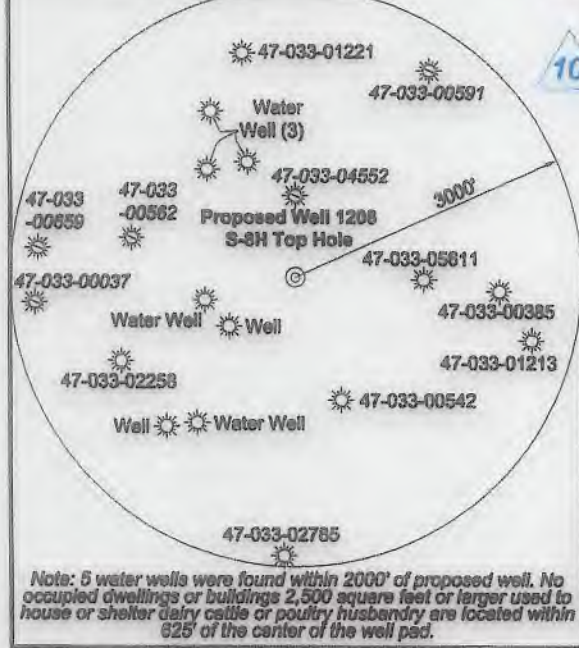 47-033-01221
10
47-033-00591
Water
Well (3)
47-033-04552
3000'
47-033
-00659
47-033
-00562
Proposed Well 1208
S-8H Top Hole
47-033-05611
47-033-00037
47-033-00385
Water Well
Well
47-033-01213
47-033-02258
47-033-00542
Well
Water Well
47-033-02785
Note: 5 water wells were found within 2000' of proposed well. No
occupied dwellings or buildings 2,500 square feet or larger used to
house or shelter dairy cattle or poultry husbandry are located within
625' of the center of the well pad.